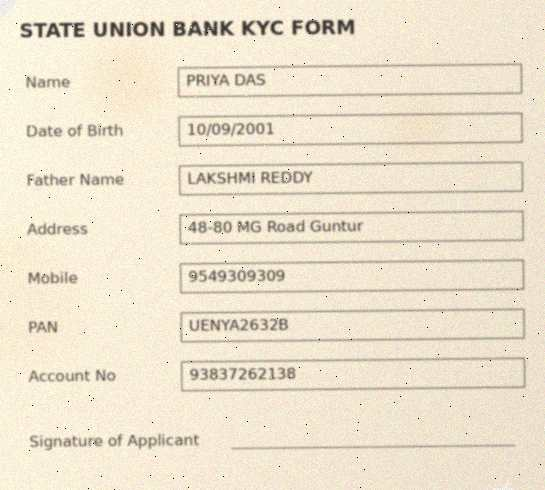 STATE UNION BANK KYC FORM
Name PRIYA DAS
Date of Birth 10/09/2001
Father Name LAKSHMI REDDY
Address 48-80 MG Road Guntur
Mobile 9549309309
PAN UENYA2632B
Account No 93837262138
Signature of Applicant